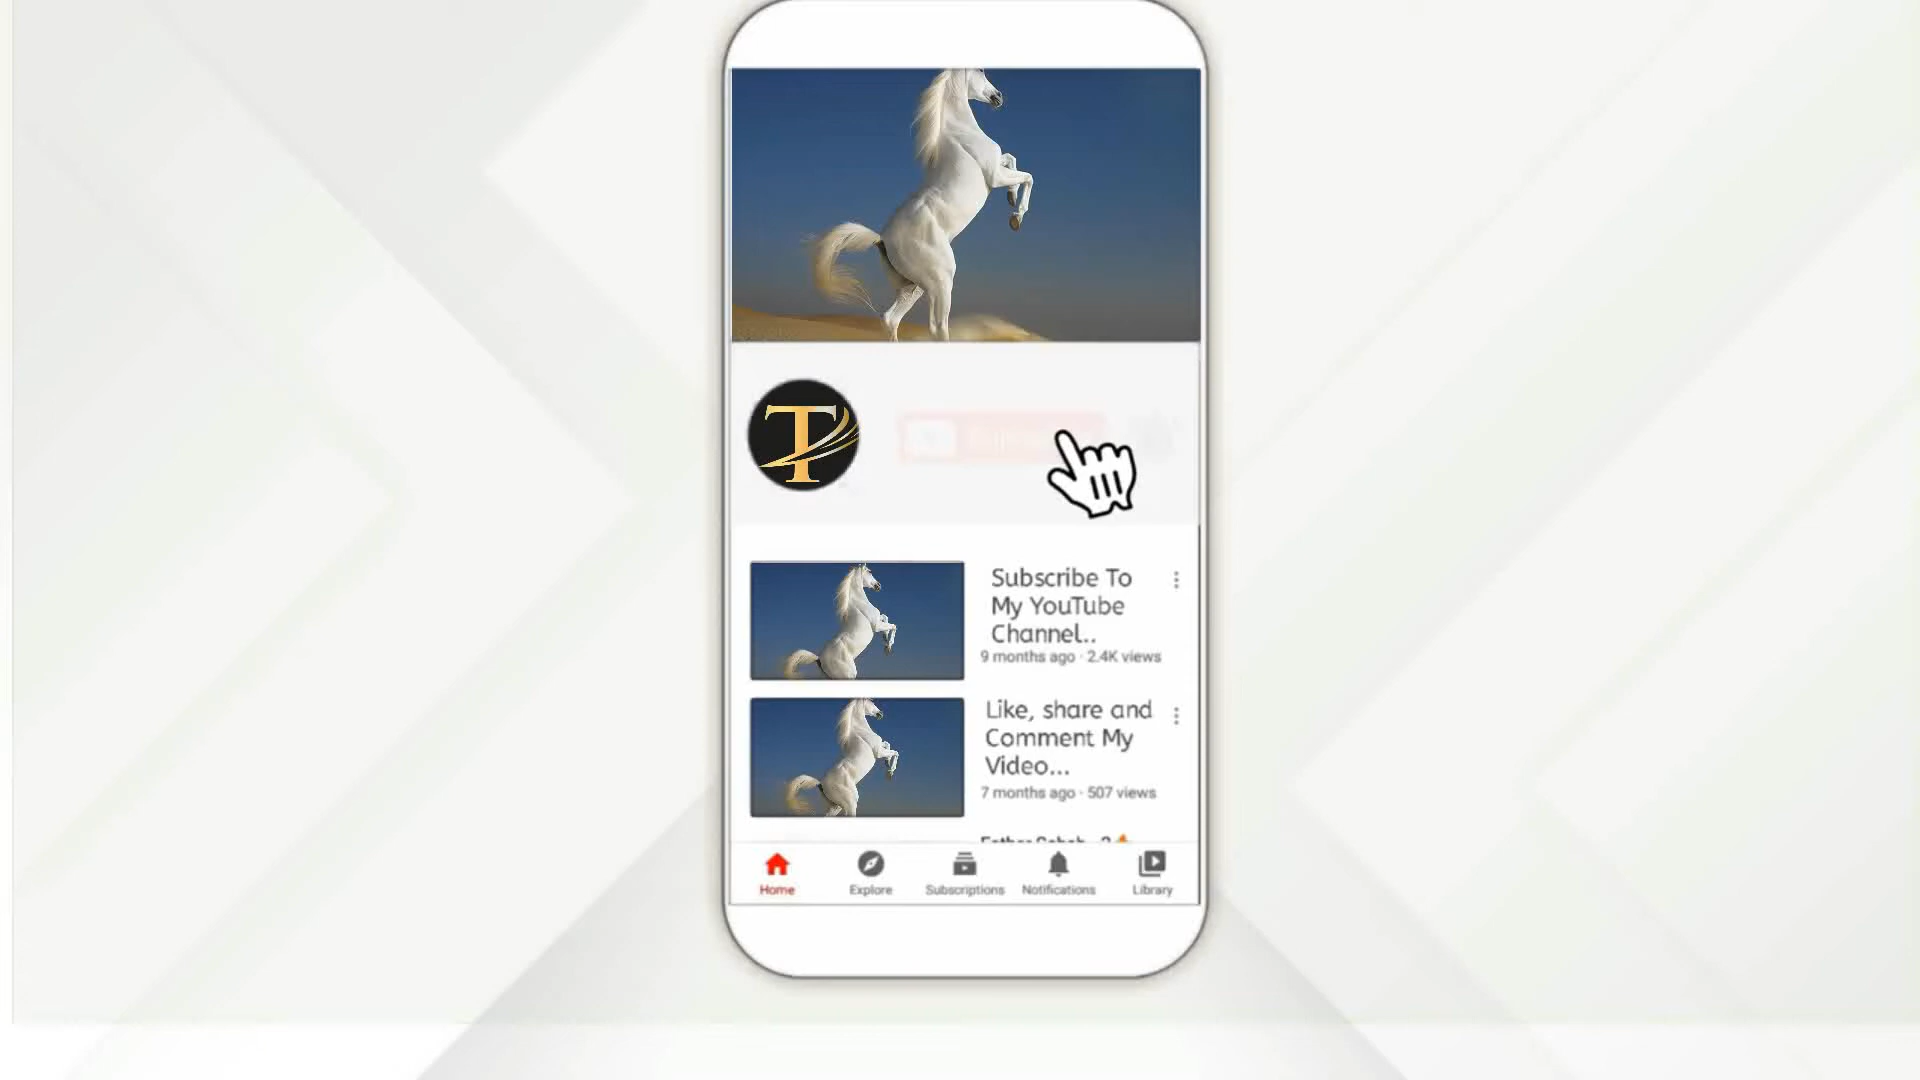 T
Subscribe To
My YouTube
Channel..
9 months ago · 2.4K views
Like, share and
Comment My
Video...
7 months ago · 507 views
Home
Explore
Subscriptions
Notifications
Library